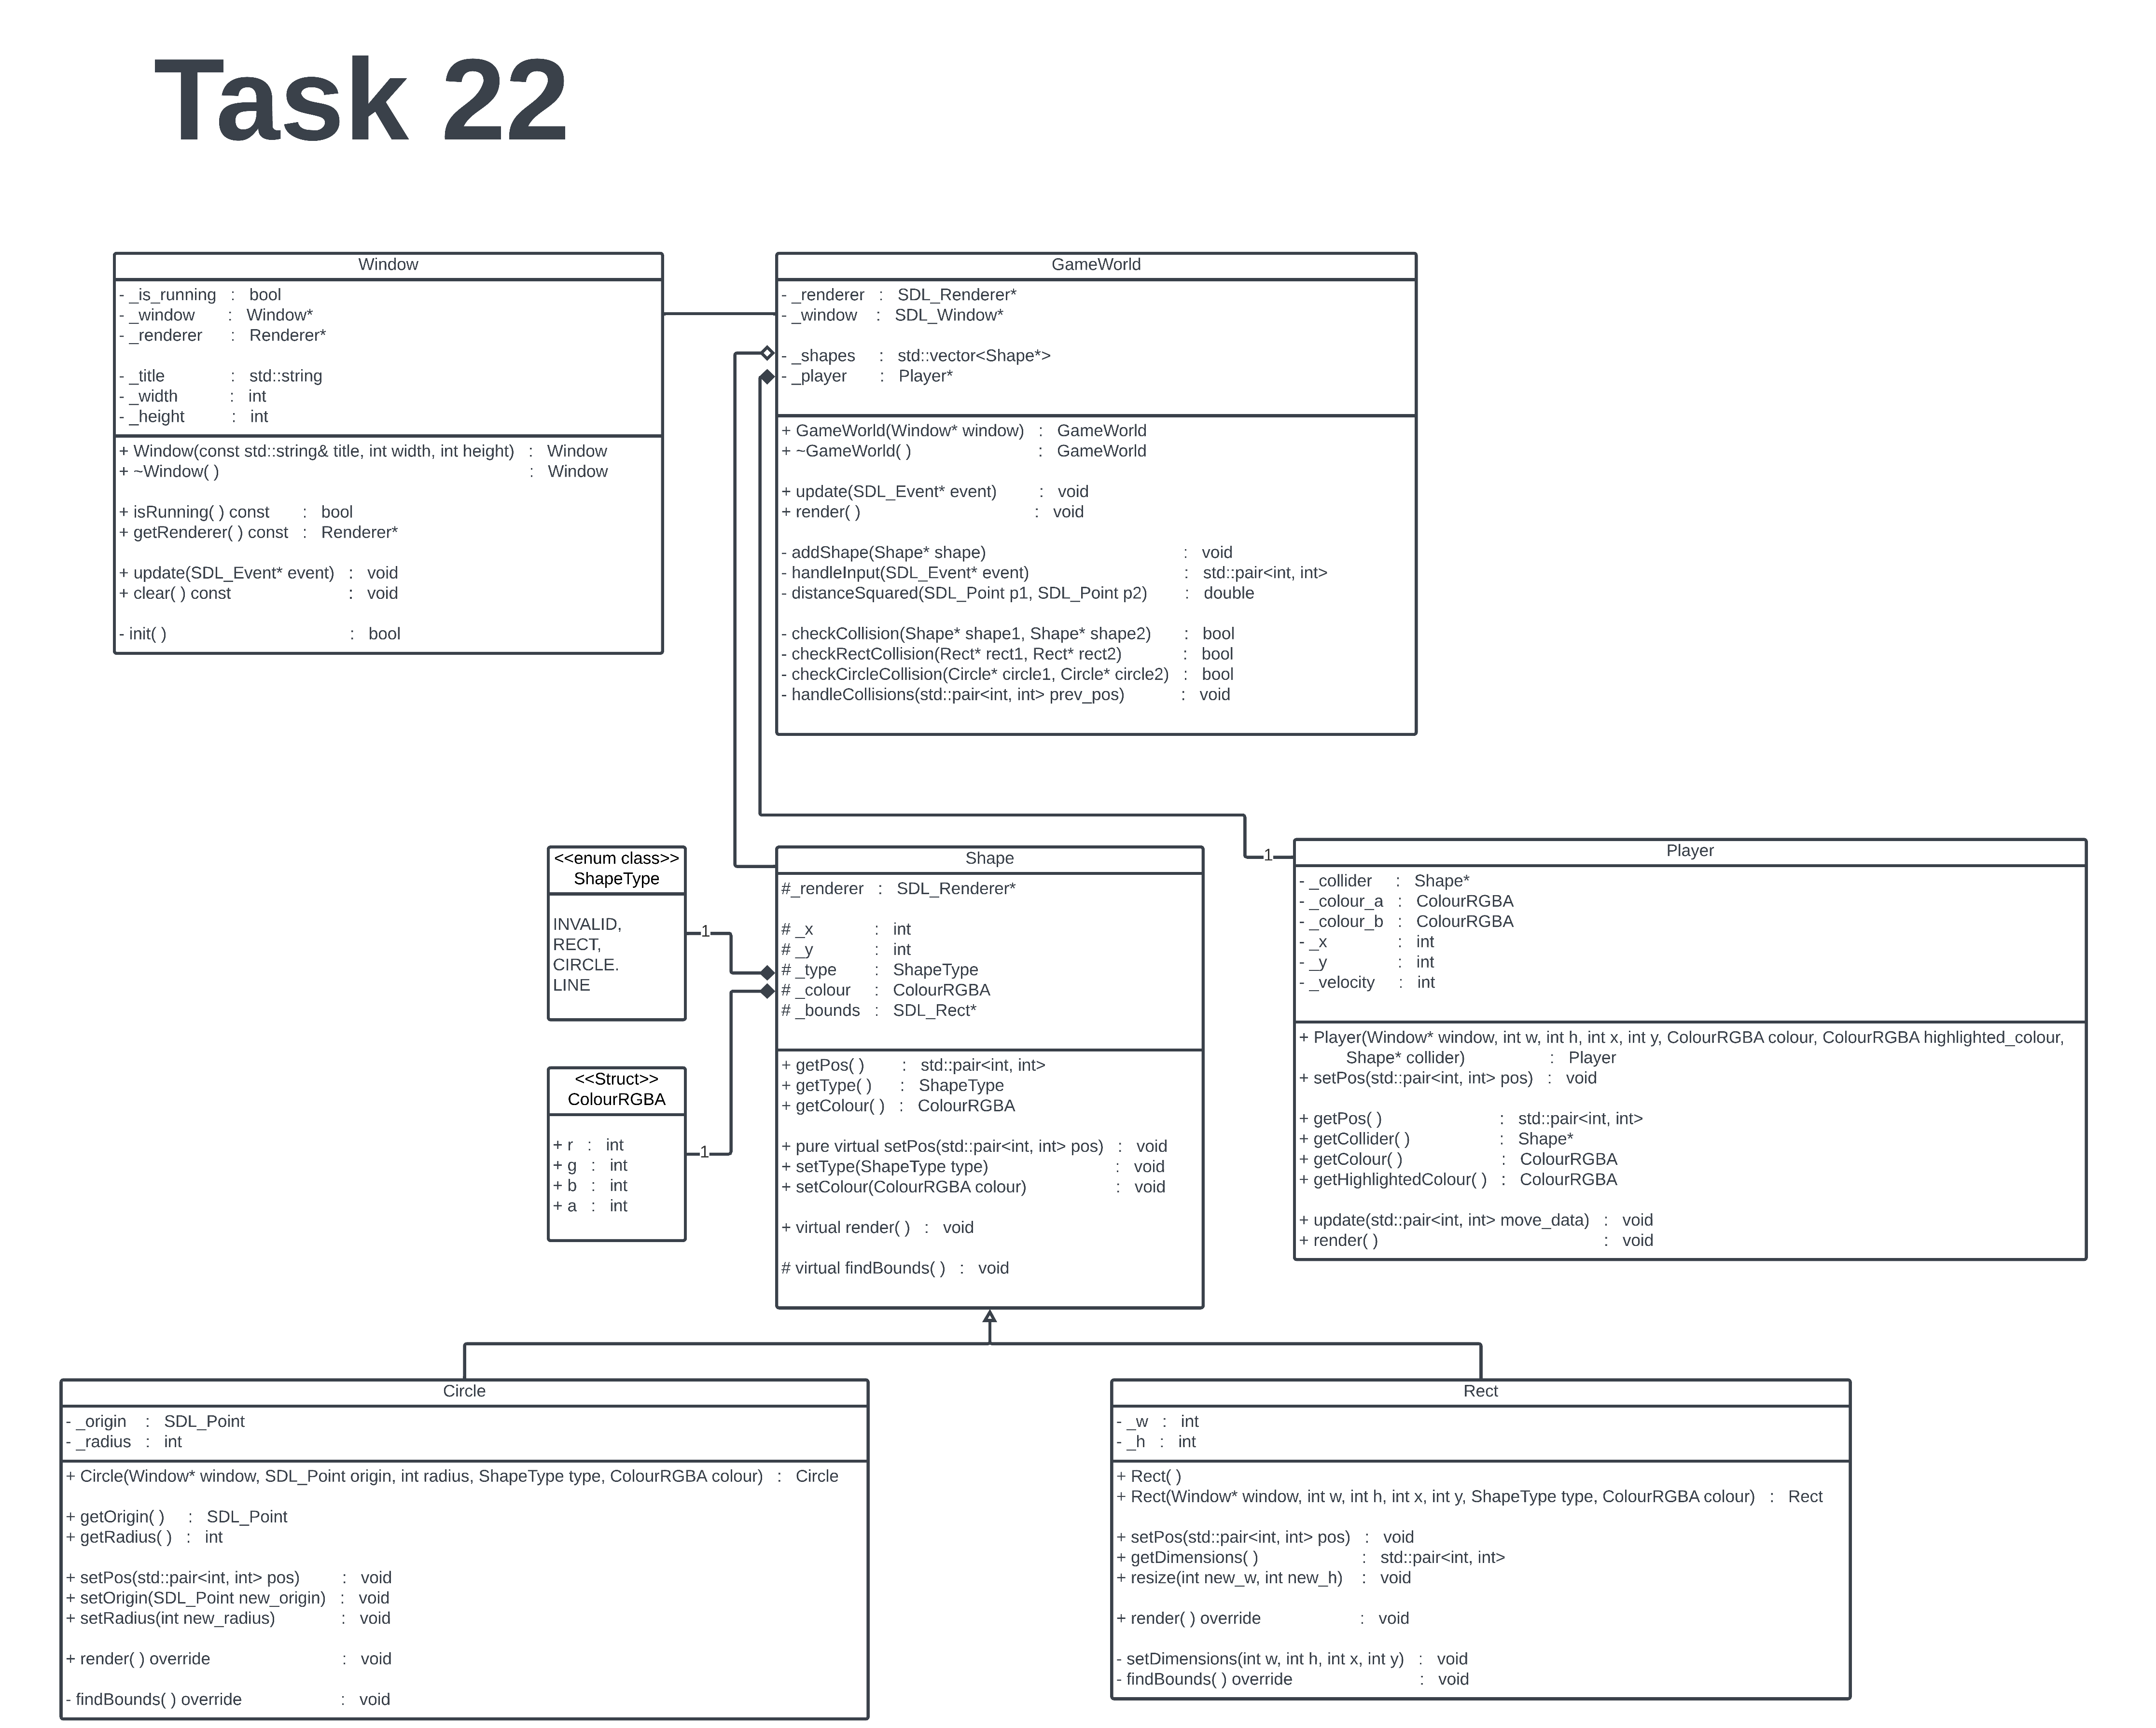 Task 22
Window
- _is_running : bool
- _window : Window*
- _renderer : Renderer*
- _title : std::string
- _width : int
- _height : int
+ Window(const std::string& title, int width, int height) : Window
+ ~Window( ) : Window
+ isRunning( ) const : bool
+ getRenderer( ) const : Renderer*
+ update(SDL_Event* event) : void
+ clear( ) const : void
- init( ) : bool
GameWorld
- _renderer : SDL_Renderer*
- _window : SDL_Window*
- _shapes : std::vector<Shape*>
- _player : Player*
+ GameWorld(Window* window) : GameWorld
+ ~GameWorld( ) : GameWorld
+ update(SDL_Event* event) : void
+ render( ) : void
- addShape(Shape* shape) : void
- handleInput(SDL_Event* event) : std::pair<int, int>
- distanceSquared(SDL_Point p1, SDL_Point p2) : double
- checkCollision(Shape* shape1, Shape* shape2) : bool
- checkRectCollision(Rect* rect1, Rect* rect2) : bool
- checkCircleCollision(Circle* circle1, Circle* circle2) : bool
- handleCollisions(std::pair<int, int> prev_pos) : void
<<enum class>>
ShapeType
INVALID,
RECT,
CIRCLE.
LINE
1
<<Struct>>
ColourRGBA
+ r : int
+ g : int
+ b : int
+ a : int
1
Shape
# _renderer : SDL_Renderer*
# _x : int
# _y : int
# _type : ShapeType
# _colour : ColourRGBA
# _bounds : SDL_Rect*
+ getPos( ) : std::pair<int, int>
+ getType( ) : ShapeType
+ getColour( ) : ColourRGBA
+ pure virtual setPos(std::pair<int, int> pos) : void
+ setType(ShapeType type) : void
+ setColour(ColourRGBA colour) : void
+ virtual render( ) : void
# virtual findBounds( ) : void
1
Player
- _collider : Shape*
- _colour_a : ColourRGBA
- _colour_b : ColourRGBA
- _x : int
- _y : int
- _velocity : int
+ Player(Window* window, int w, int h, int x, int y, ColourRGBA colour, ColourRGBA highlighted_colour,
Shape* collider) : Player
+ setPos(std::pair<int, int> pos) : void
+ getPos( ) : std::pair<int, int>
+ getCollider( ) : Shape*
+ getColour( ) : ColourRGBA
+ getHighlightedColour( ) : ColourRGBA
+ update(std::pair<int, int> move_data) : void
+ render( ) : void
Circle
- _origin : SDL_Point
- _radius : int
+ Circle(Window* window, SDL_Point origin, int radius, ShapeType type, ColourRGBA colour) : Circle
+ getOrigin( ) : SDL_Point
+ getRadius( ) : int
+ setPos(std::pair<int, int> pos) : void
+ setOrigin(SDL_Point new_origin) : void
+ setRadius(int new_radius) : void
+ render( ) override : void
- findBounds( ) override : void
Rect
- _w : int
- _h : int
+ Rect( )
+ Rect(Window* window, int w, int h, int x, int y, ShapeType type, ColourRGBA colour) : Rect
+ setPos(std::pair<int, int> pos) : void
+ getDimensions( ) : std::pair<int, int>
+ resize(int new_w, int new_h) : void
+ render( ) override : void
- setDimensions(int w, int h, int x, int y) : void
- findBounds( ) override : void